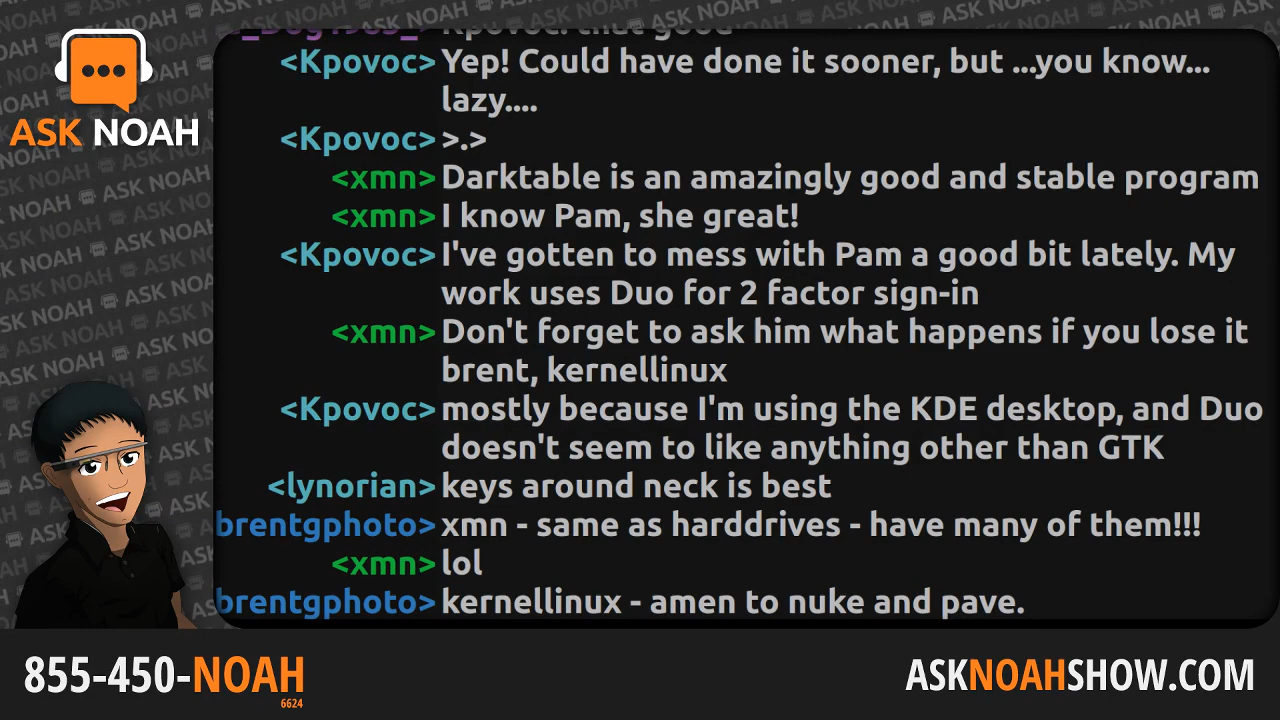 ASK NOAH
<Kpovoc> Yep! Could have done it sooner, but ...you know...
lazy....
<Kpovoc> >.>
<xmn> Darktable is an amazingly good and stable program
<xmn> I know Pam, she great!
<Kpovoc> I've gotten to mess with Pam a good bit lately. My
work uses Duo for 2 factor sign-in
<xmn> Don't forget to ask him what happens if you lose it
brent, kernellinux
<Kpovoc> mostly because I'm using the KDE desktop, and Duo
doesn't seem to like anything other than GTK
<lynorian> keys around neck is best
brentgphoto> xmn - same as harddrives - have many of them!!!
<xmn> lol
brentgphoto> kernellinux - amen to nuke and pave.
855-450-NOAH
6624
ASKNOAHSHOW.COM